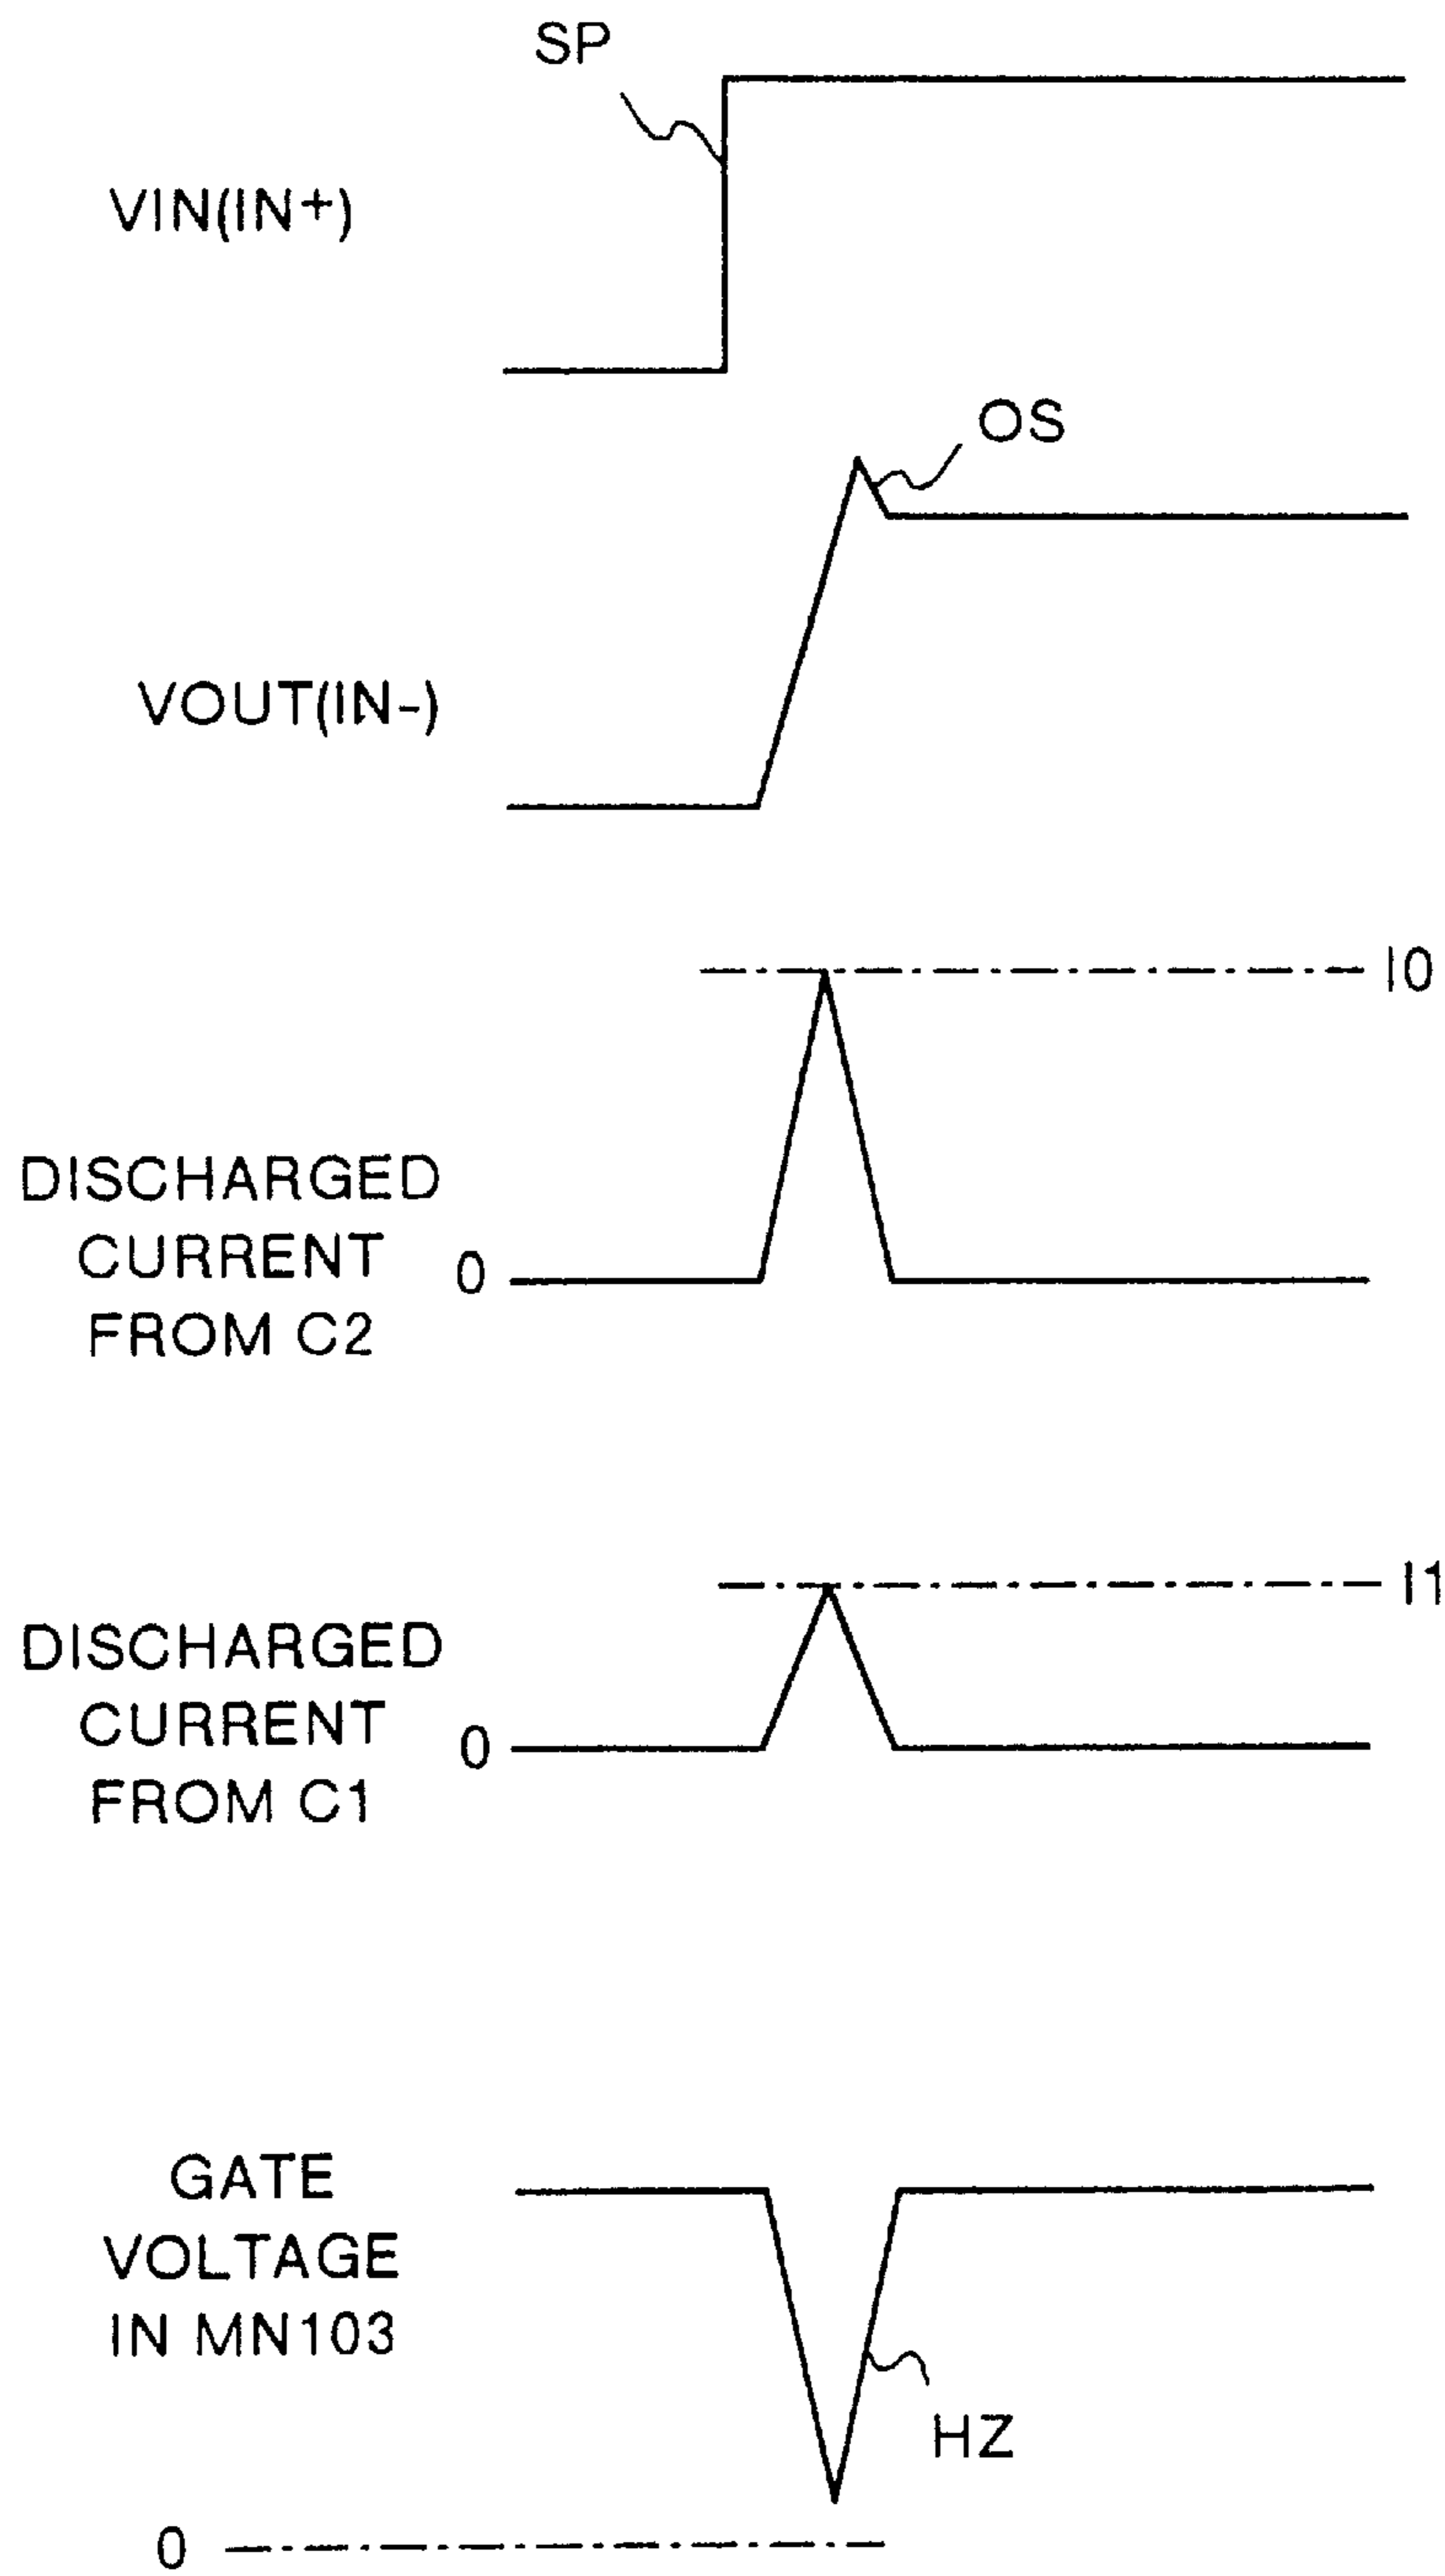 SP
VIN(IN+)
OS
VOUT(IN-)
I0
DISCHARGED
CURRENT
FROM C2
0
I1
DISCHARGED
CURRENT
FROM C1
0
GATE
VOLTAGE
IN MN103
HZ
0